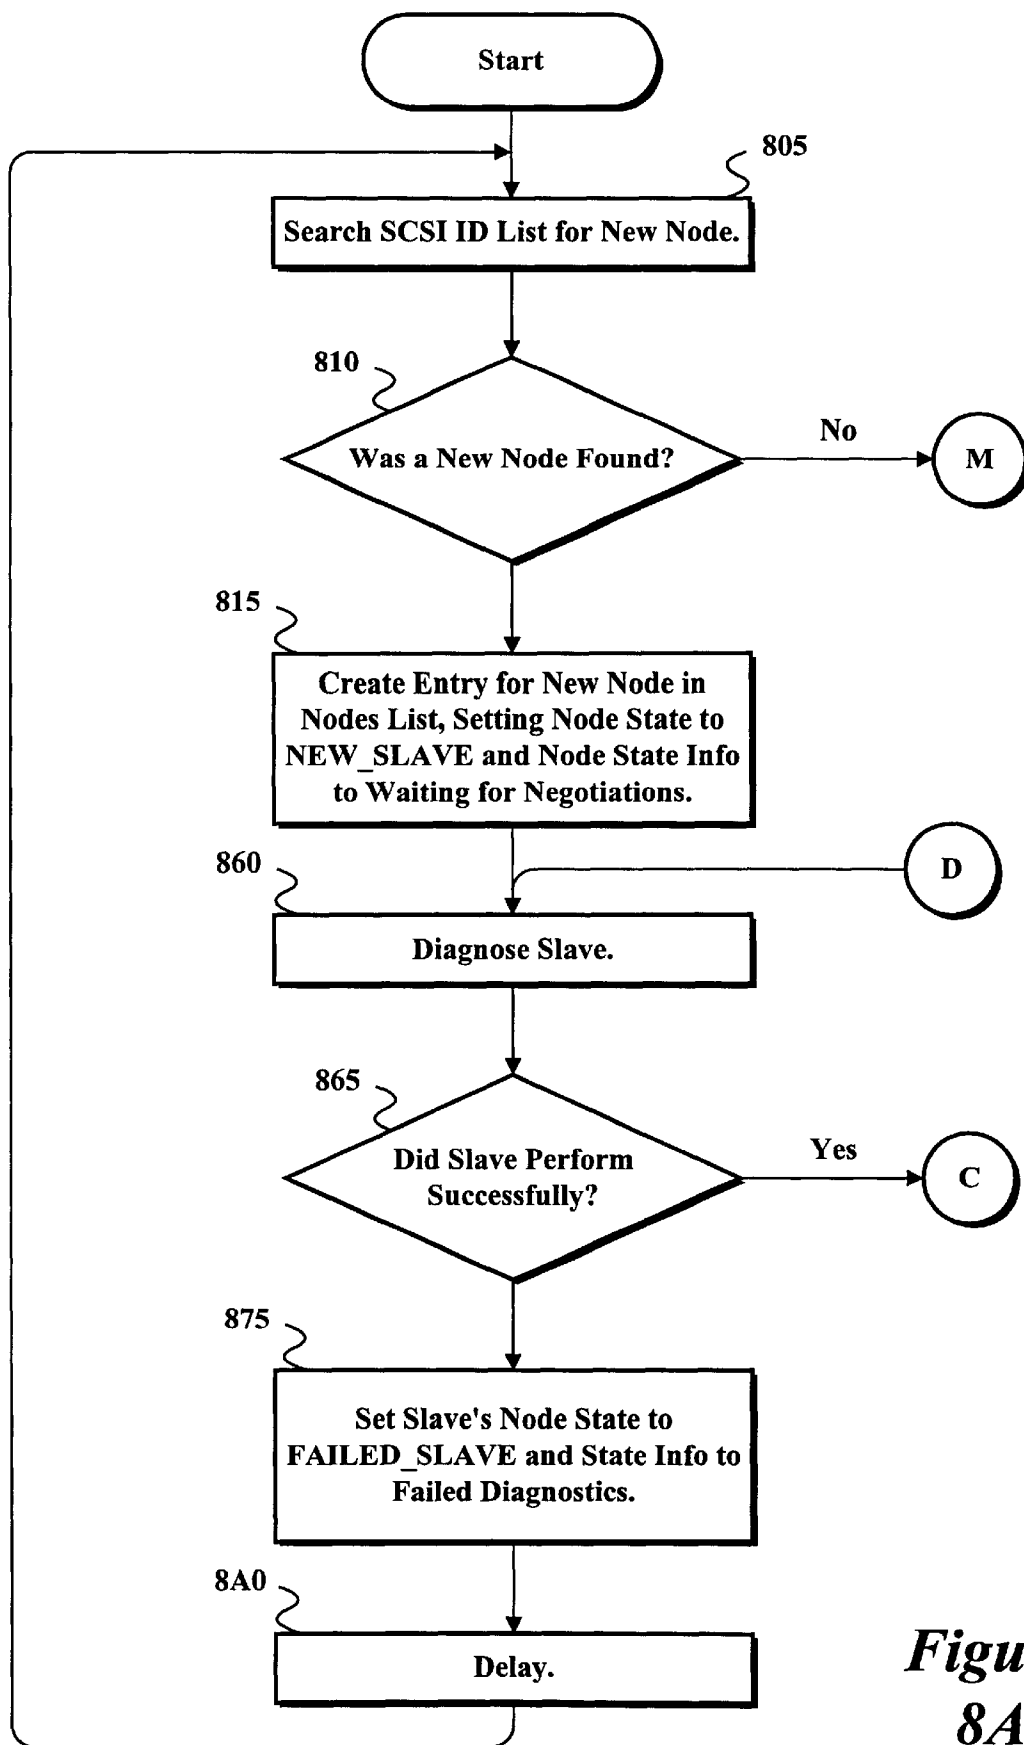 Start
805
Search SCSI ID List for New Node.
810
Was a New Node Found?
No
M
815
Create Entry for New Node in
Nodes List, Setting Node State to
NEW_SLAVE and Node State Info
to Waiting for Negotiations.
860
D
Diagnose Slave.
865
Did Slave Perform
Successfully?
Yes
C
875
Set Slave's Node State to
FAILED_SLAVE and State Info to
Failed Diagnostics.
8A0
Delay.
Figu
8A